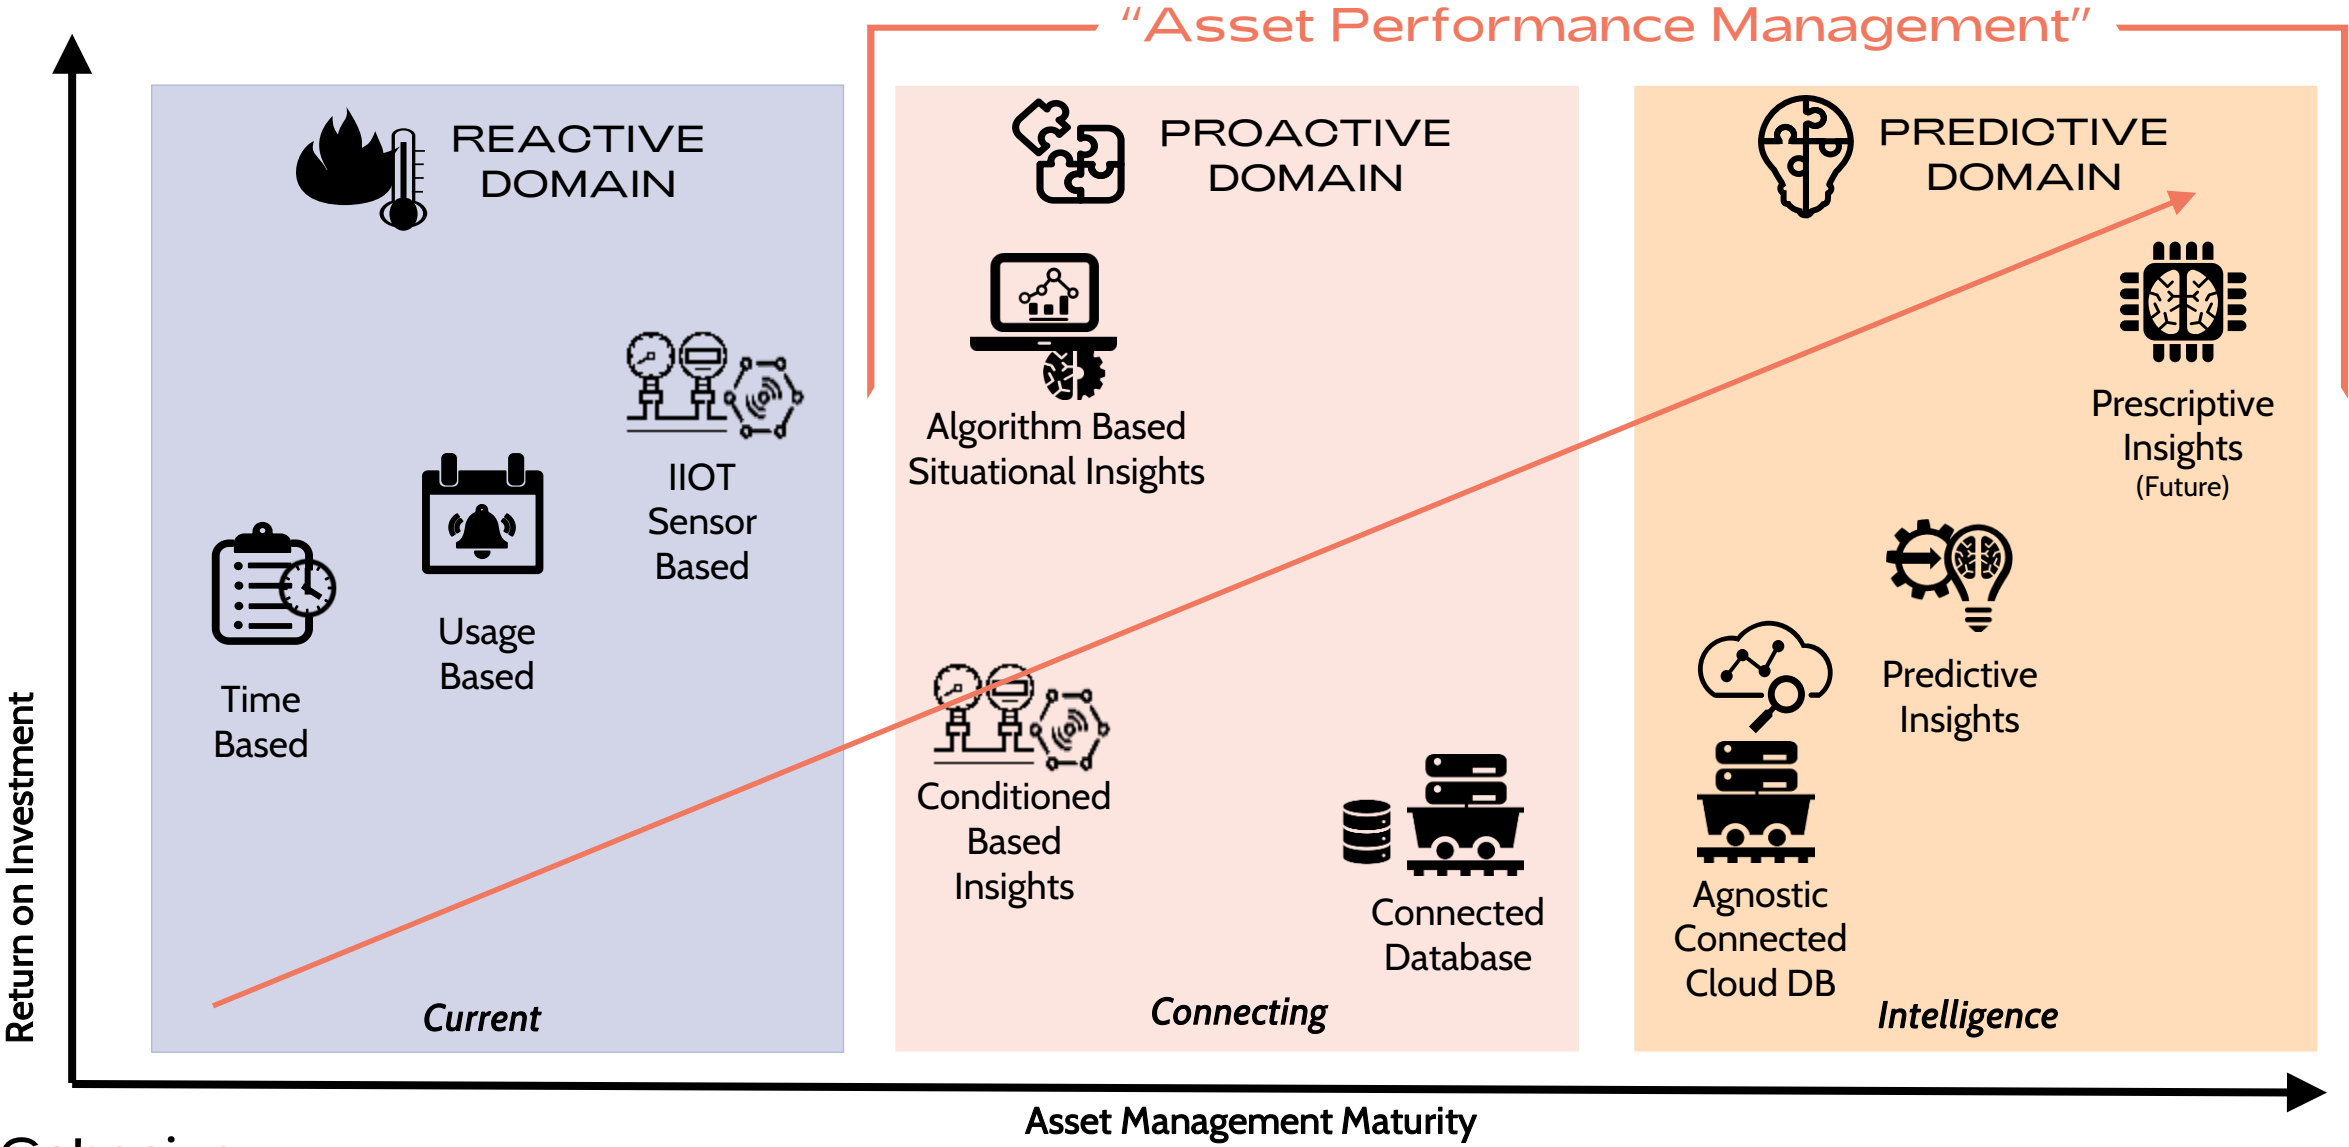 “Asset Performance Management”
REACTIVE
DOMAIN
PROACTIVE
DOMAIN
PREDICTIVE
DOMAIN
Time
Based
Usage
Based
IIOT
Sensor
Based
Algorithm Based
Situational Insights
Conditioned
Based
Insights
Connected
Database
Agnostic
Connected
Cloud DB
Predictive
Insights
Prescriptive
Insights
(Future)
Current
Connecting
Intelligence
Return on Investment
Asset Management Maturity